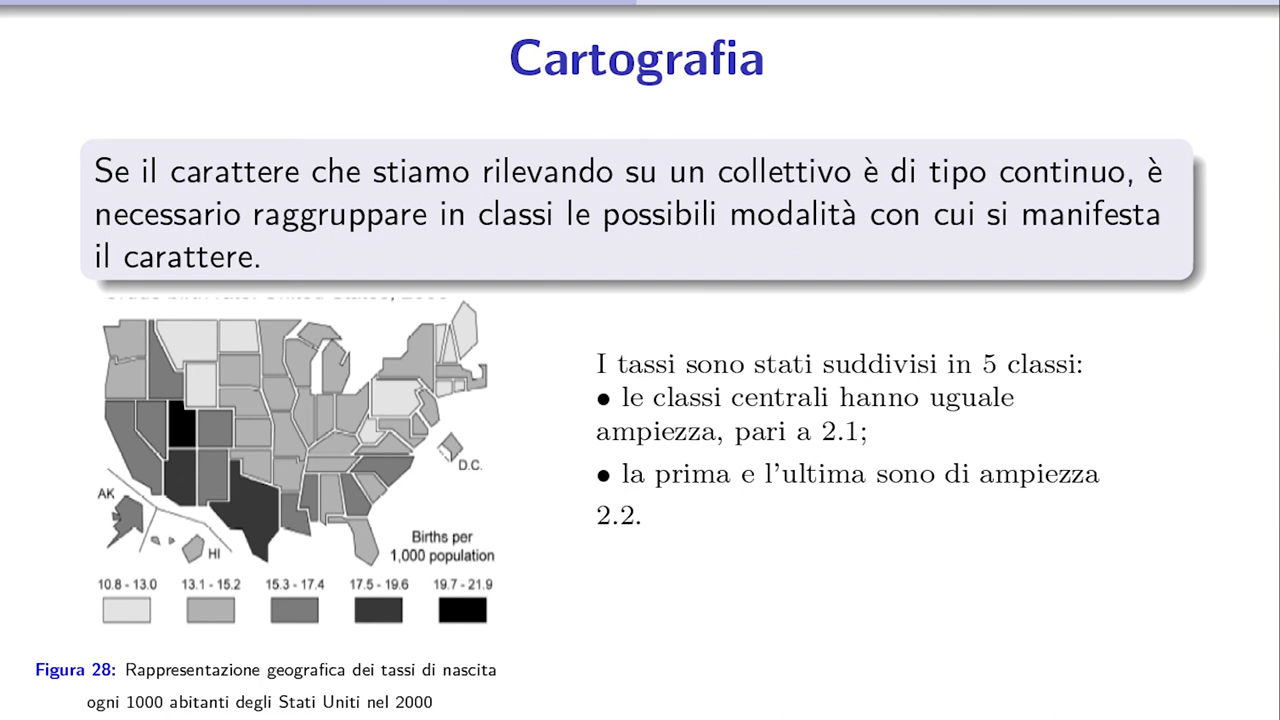 Cartografia
Se il carattere che stiamo rilevando su un collettivo è di tipo continuo, è
necessario raggruppare in classi le possibili modalità con cui si manifesta
il carattere.
I tassi sono stati suddivisi in 5 classi:
• le classi centrali hanno uguale
ampiezza, pari a 2.1;
• la prima e l'ultima sono di ampiezza
2.2.
D.C.
AK
HI
Births per
1,000 population
10.8 - 13.0 13.1 - 15.2 15.3 - 17.4 17.5 - 19.6 19.7 - 21.9
Figura 28: Rappresentazione geografica dei tassi di nascita
ogni 1000 abitanti degli Stati Uniti nel 2000